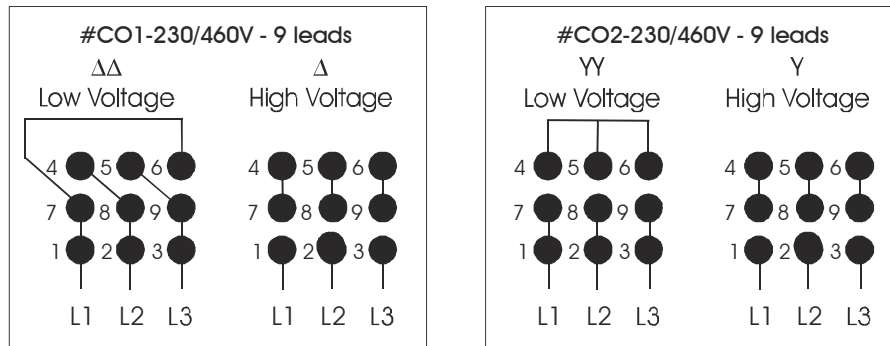 #CO1-230/460V - 9 leads
ΔΔ Δ
Low Voltage High Voltage
4 5 6 4 5 6
7 8 9 7 8 9
1 2 3 1 2 3
L1 L2 L3 L1 L2 L3
#CO2-230/460V - 9 leads
YY Y
Low Voltage High Voltage
4 5 6 4 5 6
7 8 9 7 8 9
1 2 3 1 2 3
L1 L2 L3 L1 L2 L3